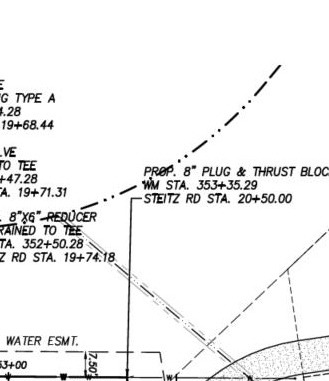 E
G TYPE A
4.28
19+68.44
LVE
TO TEE
+47.28
TA. 19+71.31
. 8"X6" REDUCER
RAINED TO TEE
TA. 352+50.28
Z RD STA. 19+74.18
PROP. 8" PLUG & THRUST BLOC
WM STA. 353+35.29
STEITZ RD STA. 20+50.00
WATER ESMT.
7.50'
53+00
W